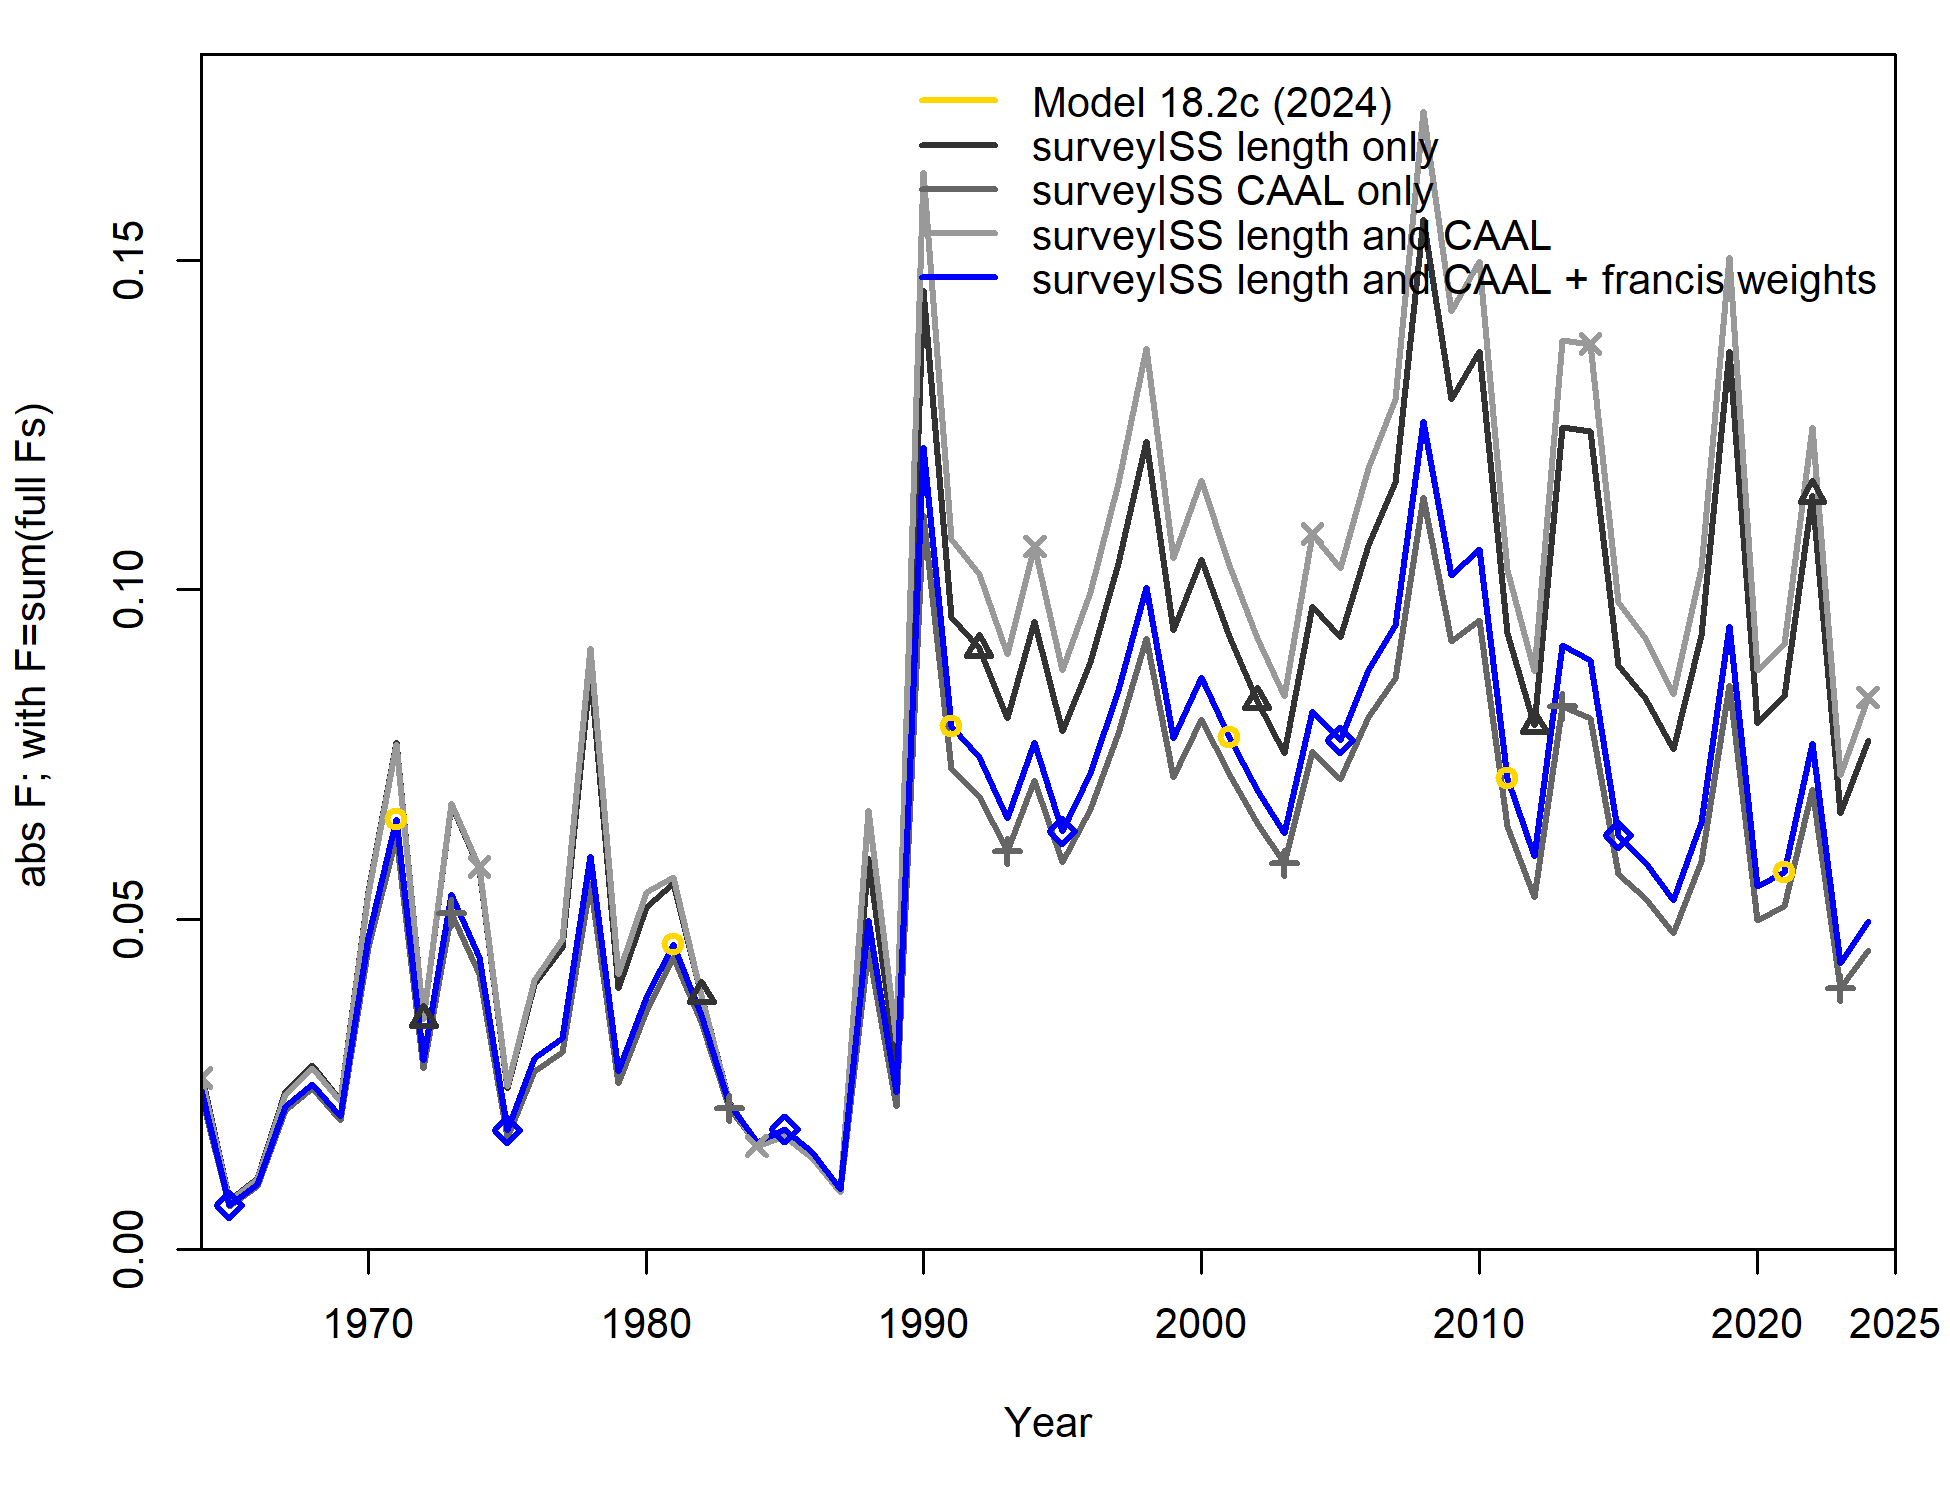 Model 18.2c (2024)
surveyISS length only
surveyISS CAAL only
surveyISS length and CAAL
surveyISS length and CAAL + francis weights
abs F; with F=sum(full Fs)
0.15
0.10
0.05
0.00
1970 1980 1990 2000 2010 2020 2025
Year